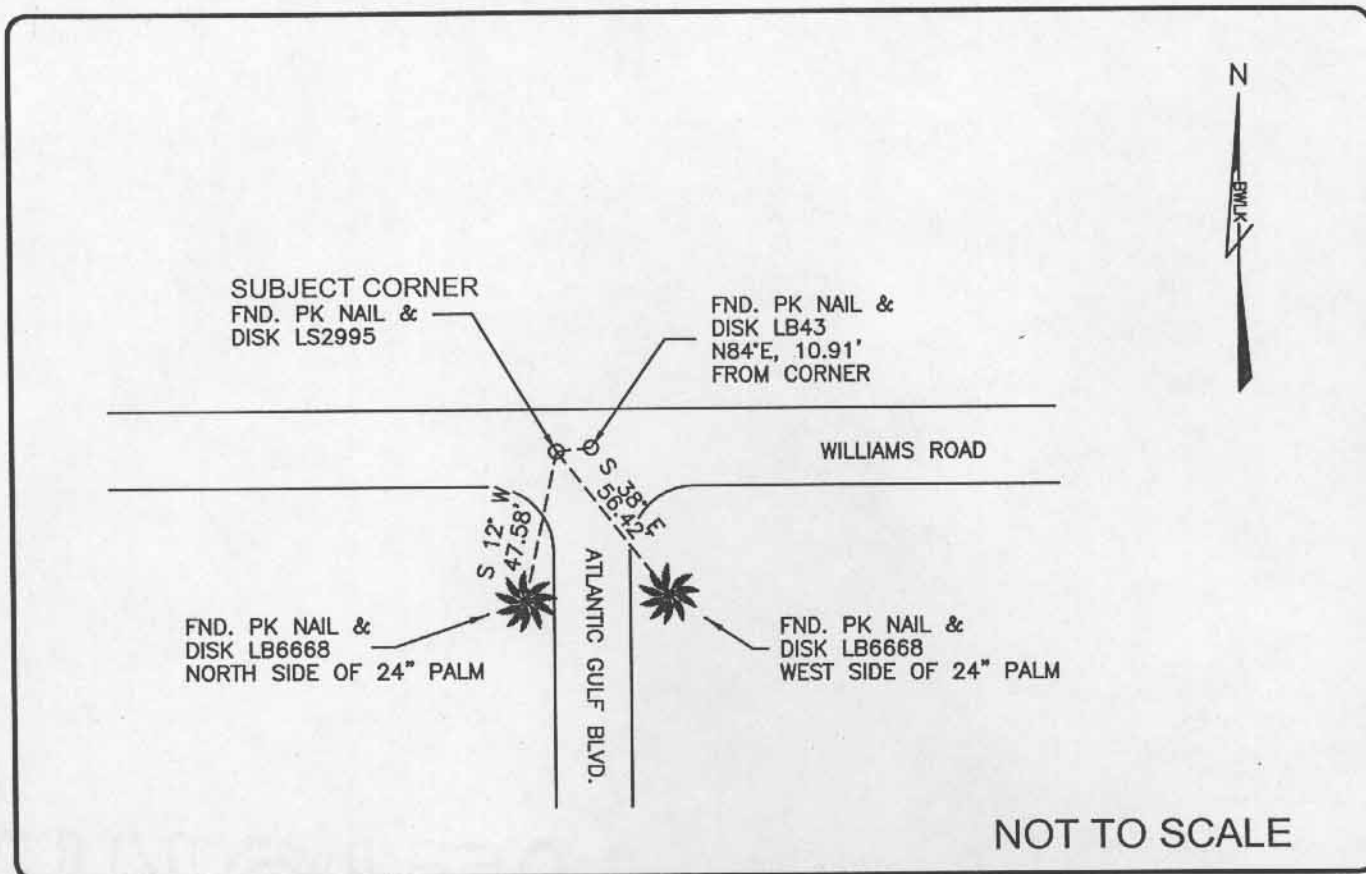 N
BWLK
SUBJECT CORNER
FND. PK NAIL &
DISK LS2995
FND. PK NAIL &
DISK LB43
N84°E, 10.91'
FROM CORNER
WILLIAMS ROAD
S 12° W
47.58'
S 38° E
56.42'
ATLANTIC GULF BLVD.
FND. PK NAIL &
DISK LB6668
NORTH SIDE OF 24" PALM
FND. PK NAIL &
DISK LB6668
WEST SIDE OF 24" PALM
NOT TO SCALE